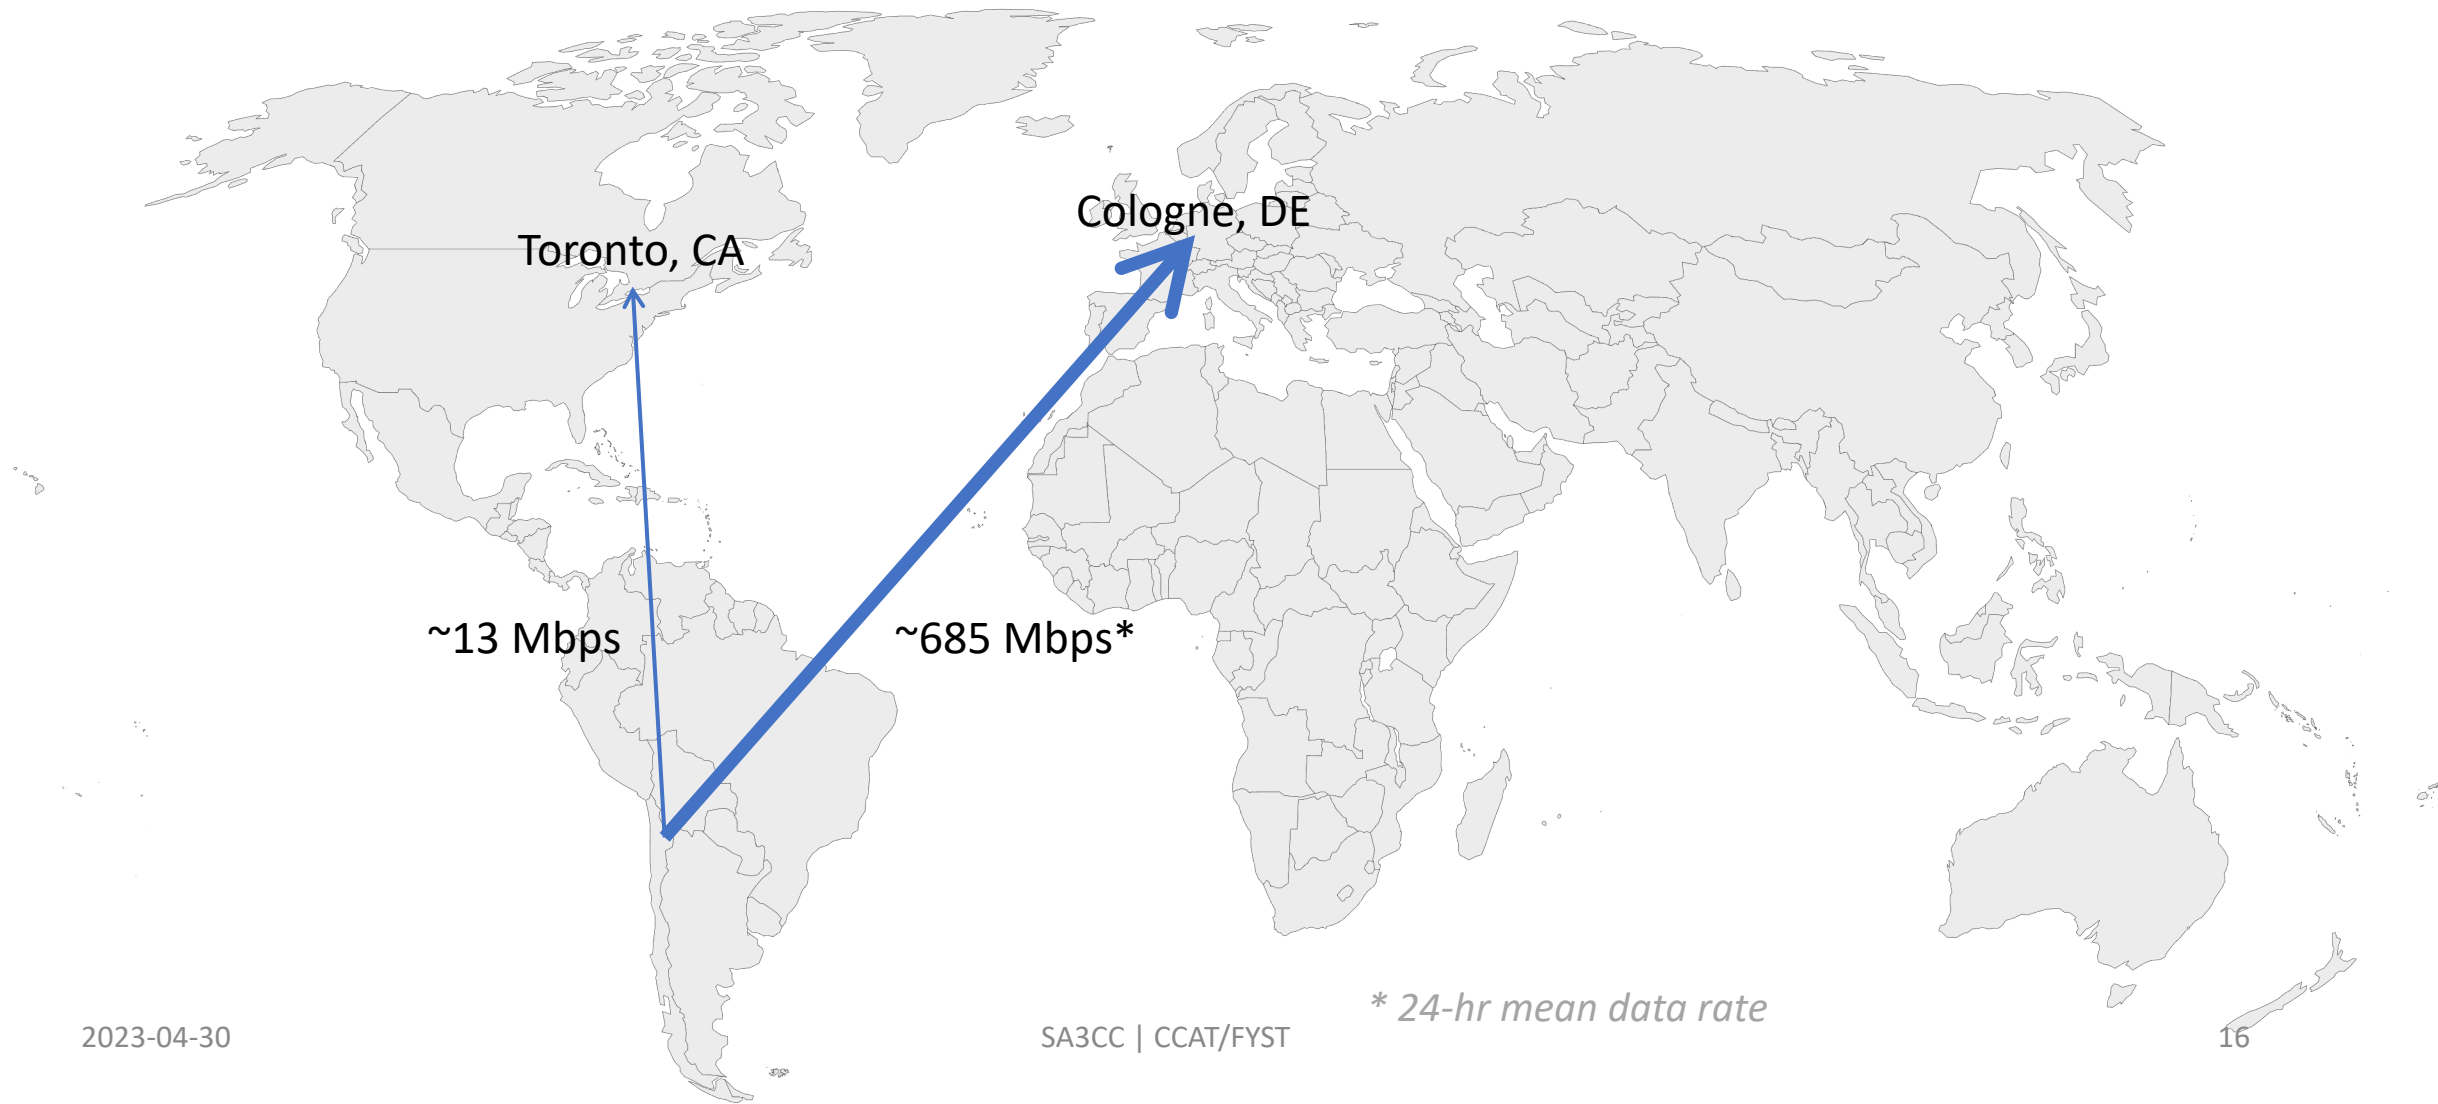 Cologne, DE
Toronto, CA
~13 Mbps
~685 Mbps*
* 24-hr mean data rate
2023-04-30
SA3CC | CCAT/FYST
16